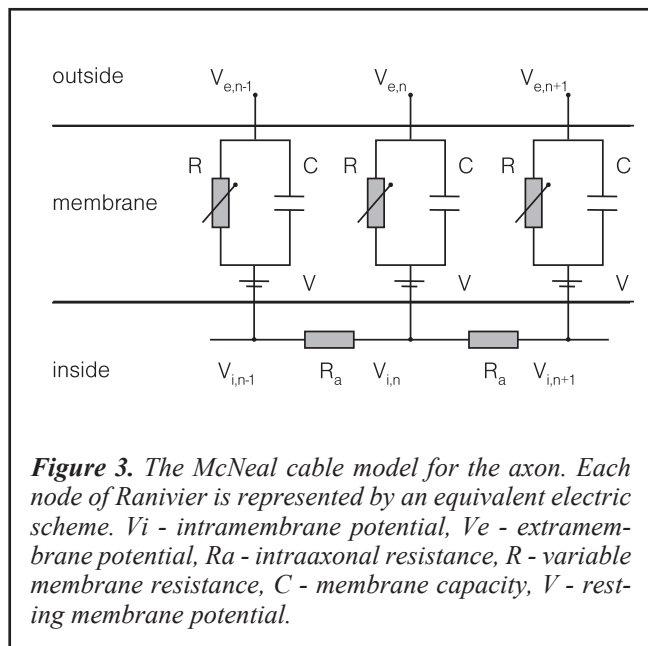 outside V e,n-1 V e,n V e,n+1
R C R C R C
membrane
V V V
inside V i,n-1 R a V i,n R a V i,n+1
Figure 3. The McNeal cable model for the axon. Each
node of Ranivier is represented by an equivalent electric
scheme. Vi - intramembrane potential, Ve - extramem-
brane potential, Ra - intraaxonal resistance, R - variable
membrane resistance, C - membrane capacity, V - rest-
ing membrane potential.